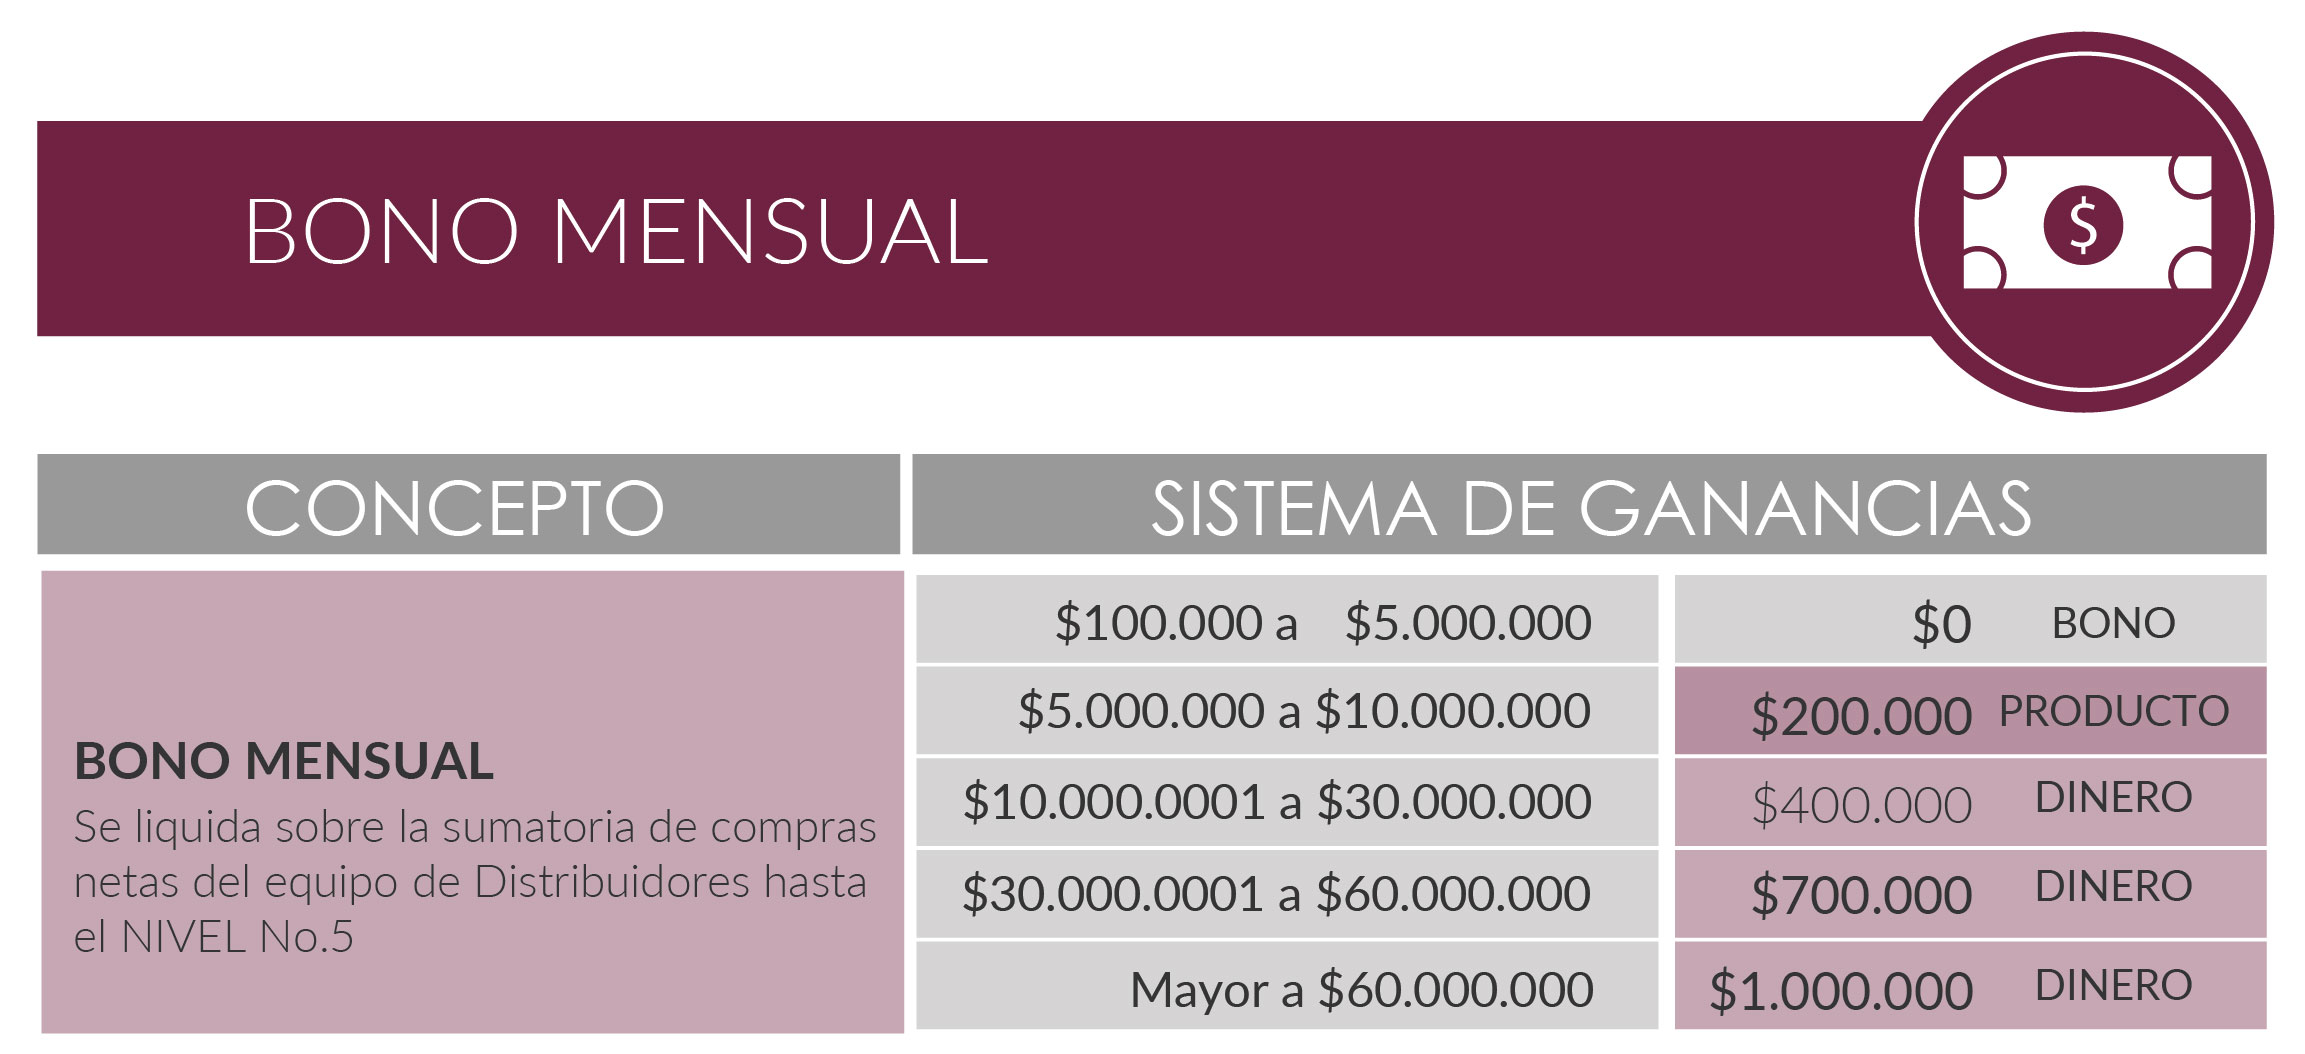 BONO MENSUAL
$
CONCEPTO
SISTEMA DE GANANCIAS
BONO MENSUAL
Se liquida sobre la sumatoria de compras
netas del equipo de Distribuidores hasta
el NIVEL No.5
$100.000 a $5.000.000 $0 BONO
$5.000.000 a $10.000.000 $200.000 PRODUCTO
$10.000.0001 a $30.000.000 $400.000 DINERO
$30.000.0001 a $60.000.000 $700.000 DINERO
Mayor a $60.000.000 $1.000.000 DINERO